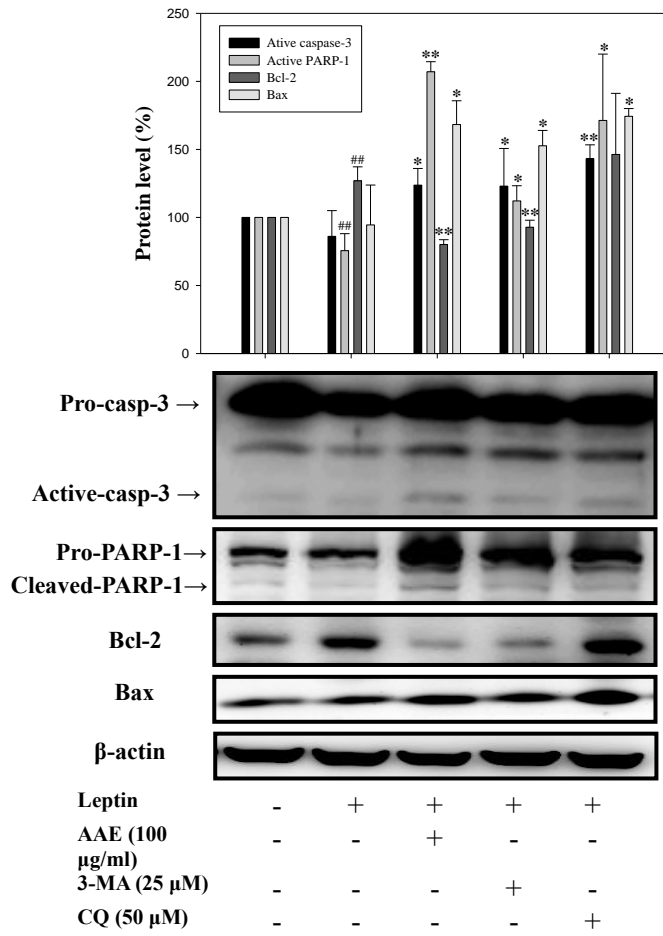 250
200
150
100
50
0
Protein level (%)
Ative caspase-3
Active PARP-1
Bcl-2
Bax
## ## * ** ** * * * ** * ** * *
Pro-casp-3 →
Active-casp-3 →
Pro-PARP-1→
Cleaved-PARP-1→
Bcl-2
Bax
β-actin
Leptin - + + + +
AAE (100 - - + - -
μg/ml)
3-MA (25 μM) - - - + -
CQ (50 μM) - - - - +